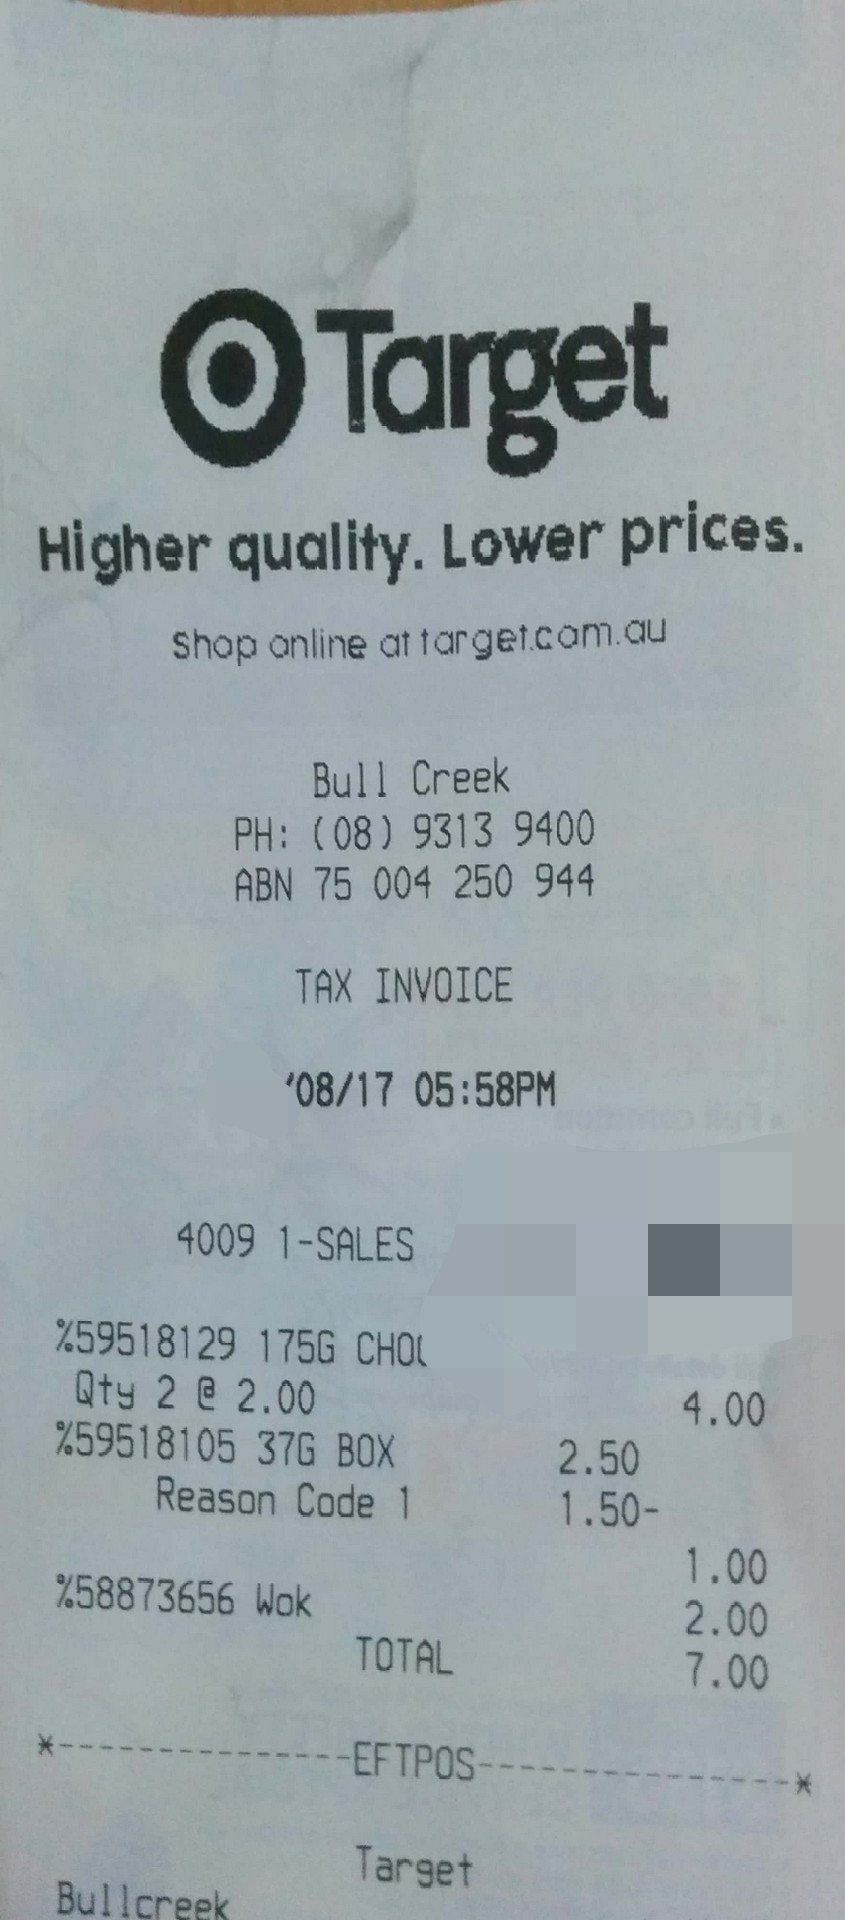 Target
Higher quality. Lower prices.
Shop online at target.com.au
Bull Creek
PH: (08) 9313 9400
ABN 75 004 250 944
TAX INVOICE
'08/17 05:58PM
4009 1-SALES
%59518129 175G
Qty 2 @ 2.00 4.00
%59518105 37G BOX 2.50
Reason Code 1 1.50-
1.00
%58873656 Wok 2.00
TOTAL 7.00
*---------------EFTPOS----------------*
Target
Bullcreek